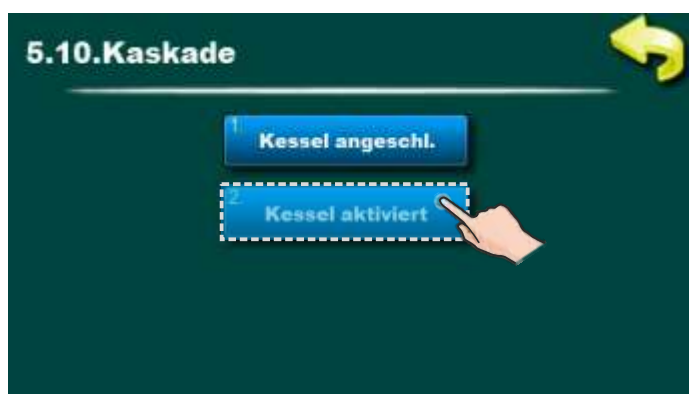 5.10.Kaskade
1.
Kessel angeschl.
2.
Kessel aktiviert